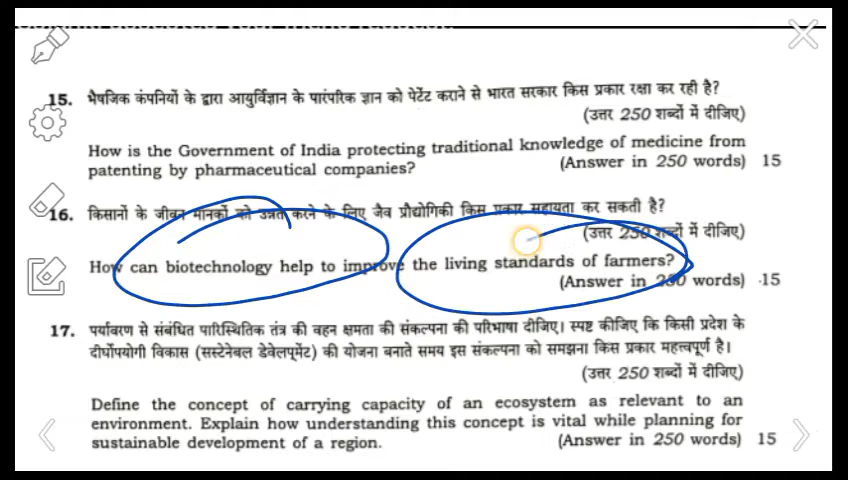 15. भैषजिक कंपनियों के द्वारा आयुर्विज्ञान के पारंपरिक ज्ञान को पेटेंट कराने से भारत सरकार किस प्रकार रक्षा कर रही है?
(उत्तर 250 शब्दों में दीजिए)
How is the Government of India protecting traditional knowledge of medicine from
patenting by pharmaceutical companies? (Answer in 250 words) 15
16. किसानों के जीवन मानकों को उन्नत करने के लिए जैव प्रौद्योगिकी किस प्रकार सहायता कर सकती है?
(उत्तर 250 शब्दों में दीजिए)
How can biotechnology help to improve the living standards of farmers?
(Answer in 250 words) 15
17. पर्यावरण से संबंधित पारिस्थितिक तंत्र की वहन क्षमता की संकल्पना की परिभाषा दीजिए। स्पष्ट कीजिए कि किसी प्रदेश के
दीर्घोपयोगी विकास (सस्टेनेबल डेवेलपमेंट) की योजना बनाते समय इस संकल्पना को समझना किस प्रकार महत्त्वपूर्ण है।
(उत्तर 250 शब्दों में दीजिए)
Define the concept of carrying capacity of an ecosystem as relevant to an
environment. Explain how understanding this concept is vital while planning for
sustainable development of a region. (Answer in 250 words) 15